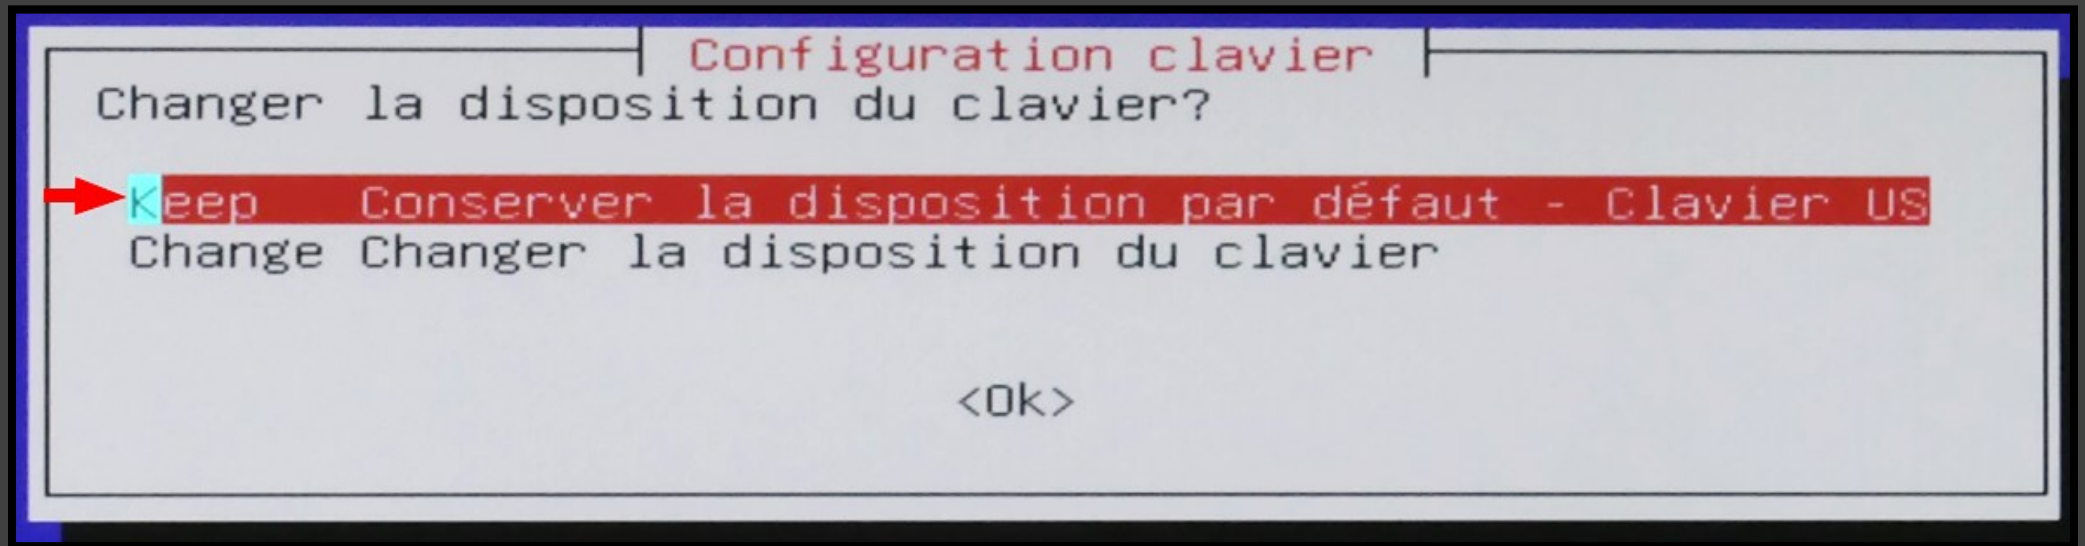 Configuration clavier
Changer la disposition du clavier?
Keep Conserver la disposition par défaut - Clavier US
Change Changer la disposition du clavier
<Ok>